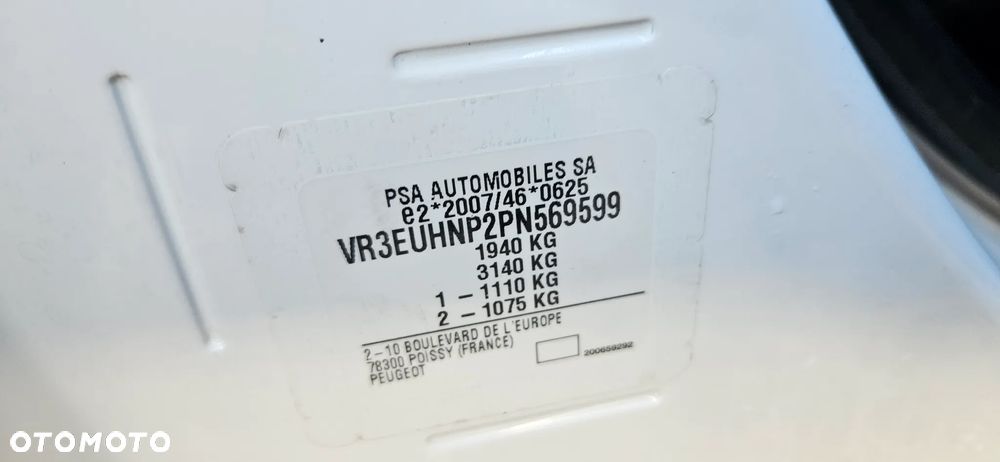 PSA AUTOMOBILES SA
e2*2007/46*0625
VR3EUHNP2PN569599
1940 KG
3140 KG
1 – 1110 KG
2 – 1075 KG
2–10 BOULEVARD DE L'EUROPE
78300 POISSY (FRANCE)
PEUGEOT
200659292
OTOMOTO